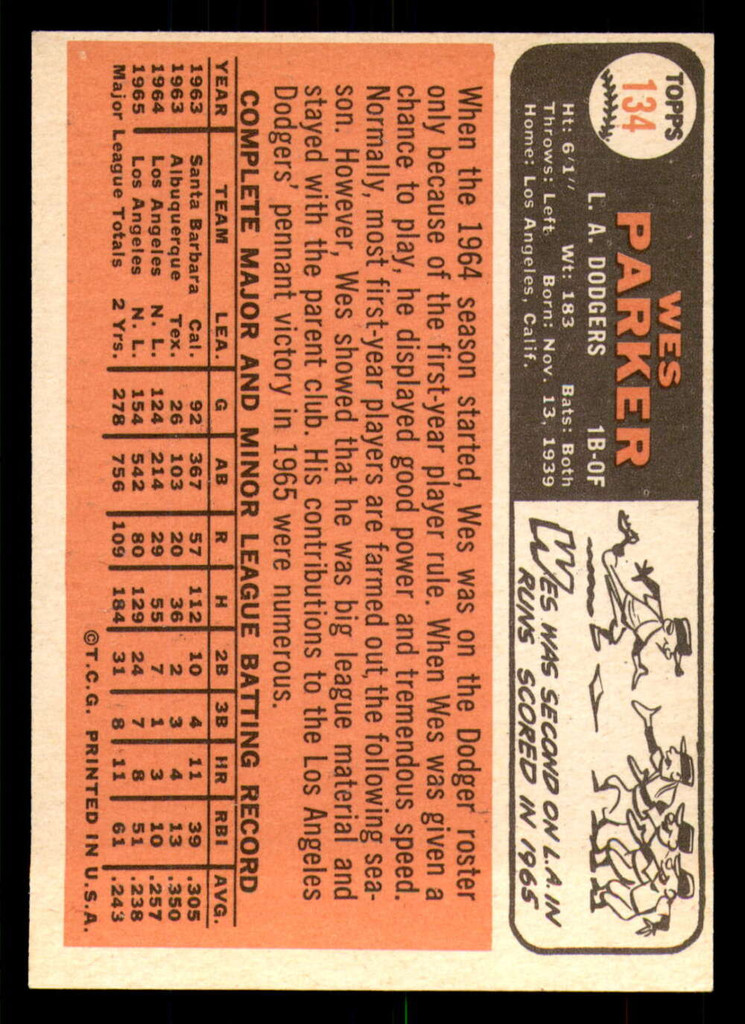 TOPPS
134
WES
PARKER
L. A. DODGERS 1B-OF
Ht: 6'1" Wt: 183 Bats: Both
Throws: Left Born: Nov. 13, 1939
Home: Los Angeles, Calif.
WES WAS SECOND ON L.A. IN
RUNS SCORED IN 1965
When the 1964 season started, Wes was on the Dodger roster
only because of the first-year player rule. When Wes was given a
chance to play, he displayed good power and tremendous speed.
Normally, most first-year players are farmed out, the following sea-
son. However, Wes showed that he was big league material and
stayed with the parent club. His contributions to the Los Angeles
Dodgers' pennant victory in 1965 were numerous.
COMPLETE MAJOR AND MINOR LEAGUE BATTING RECORD
YEAR TEAM LEA. G AB R H 2B 3B HR RBI AVG.
1963 Santa Barbara Cal. 92 367 57 112 10 4 11 39 .305
1963 Albuquerque Tex. 26 103 20 36 2 3 4 13 .350
1964 Los Angeles N. L. 124 214 29 55 7 1 3 10 .257
1965 Los Angeles N. L. 154 542 80 129 24 7 8 51 .238
Major League Totals 2 Yrs. 278 756 109 184 31 8 11 61 .243
©T.C.G. PRINTED IN U.S.A.